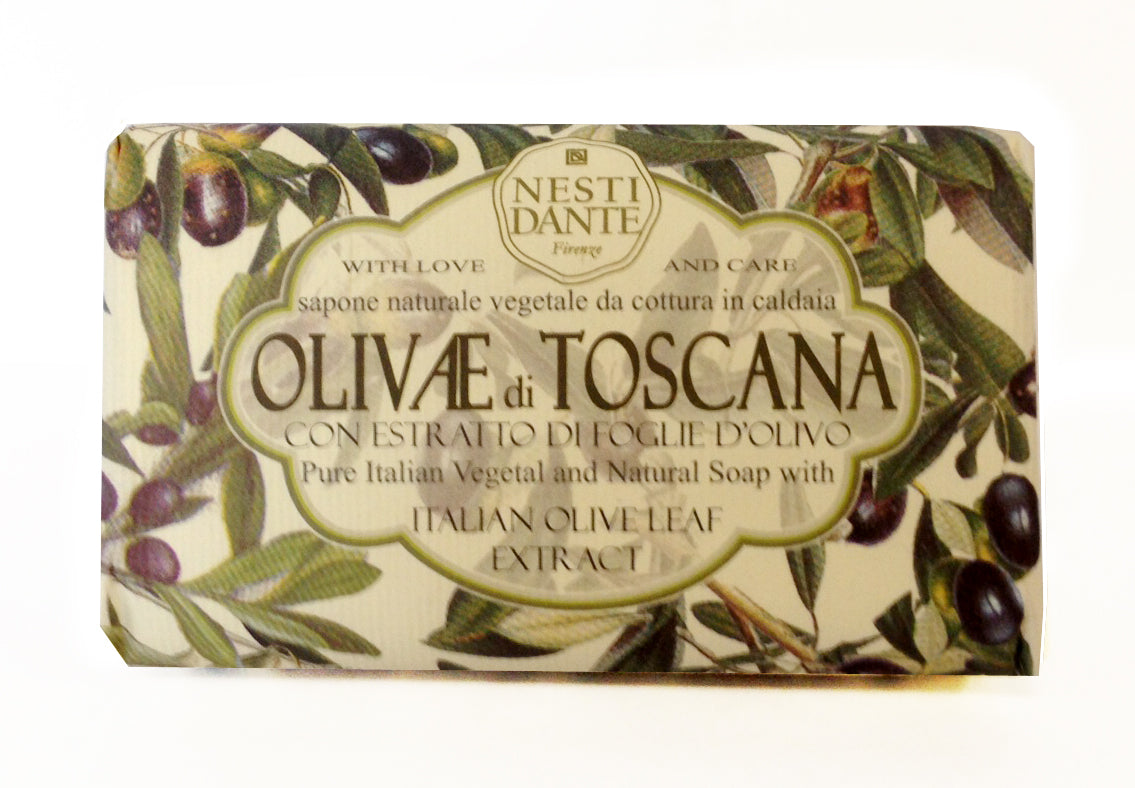 NESTI
DANTE
Firenze
WITH LOVE AND CARE
sapone naturale vegetale da cottura in caldaia
OLIVÆ di TOSCANA
CON ESTRATTO DI FOGLIE D'OLIVO
Pure Italian Vegetal and Natural Soap with
ITALIAN OLIVE LEAF
EXTRACT